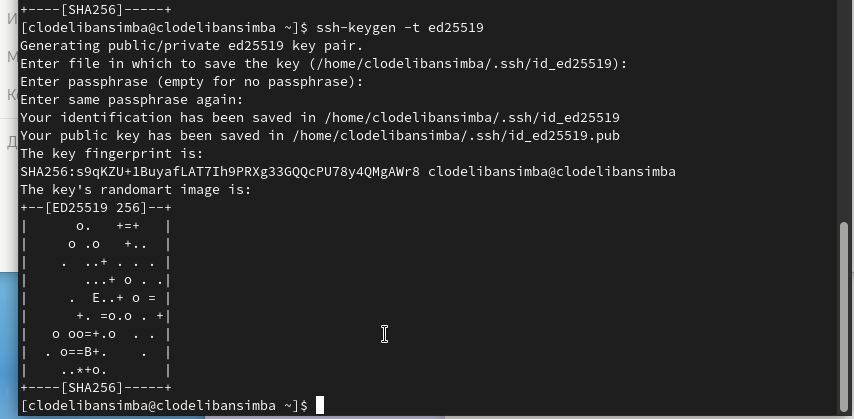 +----[SHA256]-----+
[clodelibansimba@clodelibansimba ~]$ ssh-keygen -t ed25519
Generating public/private ed25519 key pair.
Enter file in which to save the key (/home/clodelibansimba/.ssh/id_ed25519):
Enter passphrase (empty for no passphrase):
Enter same passphrase again:
Your identification has been saved in /home/clodelibansimba/.ssh/id_ed25519
Your public key has been saved in /home/clodelibansimba/.ssh/id_ed25519.pub
The key fingerprint is:
SHA256:s9qKZU+1BuyafLAT7Ih9PRXg33GQQcPU78y4QMgAWr8 clodelibansimba@clodelibansimba
The key's randomart image is:
+--[ED25519 256]--+
|      o.   +=+   |
|     o .o   +..  |
|    .  ..+ . . . |
|       ...+ o . .|
|     .  E..+ o = |
|      +. =o.o . +|
|   o oo=+.o  . . |
|  . o==B+.    .  |
|    ..*+o.       |
+----[SHA256]-----+
[clodelibansimba@clodelibansimba ~]$